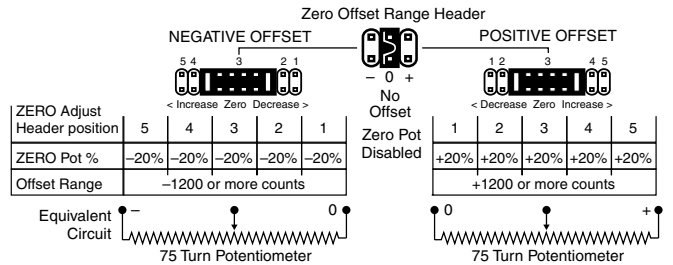 Zero Offset Range Header
NEGATIVE OFFSET
POSITIVE OFFSET
5 4 3 2 1
– 0 +
1 2 3 4 5
< Increase Zero Decrease >
No Offset
< Decrease Zero Increase >
ZERO Adjust
Header position 5 4 3 2 1
Zero Pot Disabled
1 2 3 4 5
ZERO Pot % –20% –20% –20% –20% –20%
+20% +20% +20% +20% +20%
Offset Range –1200 or more counts
+1200 or more counts
Equivalent Circuit
– 0
0 +
75 Turn Potentiometer
75 Turn Potentiometer